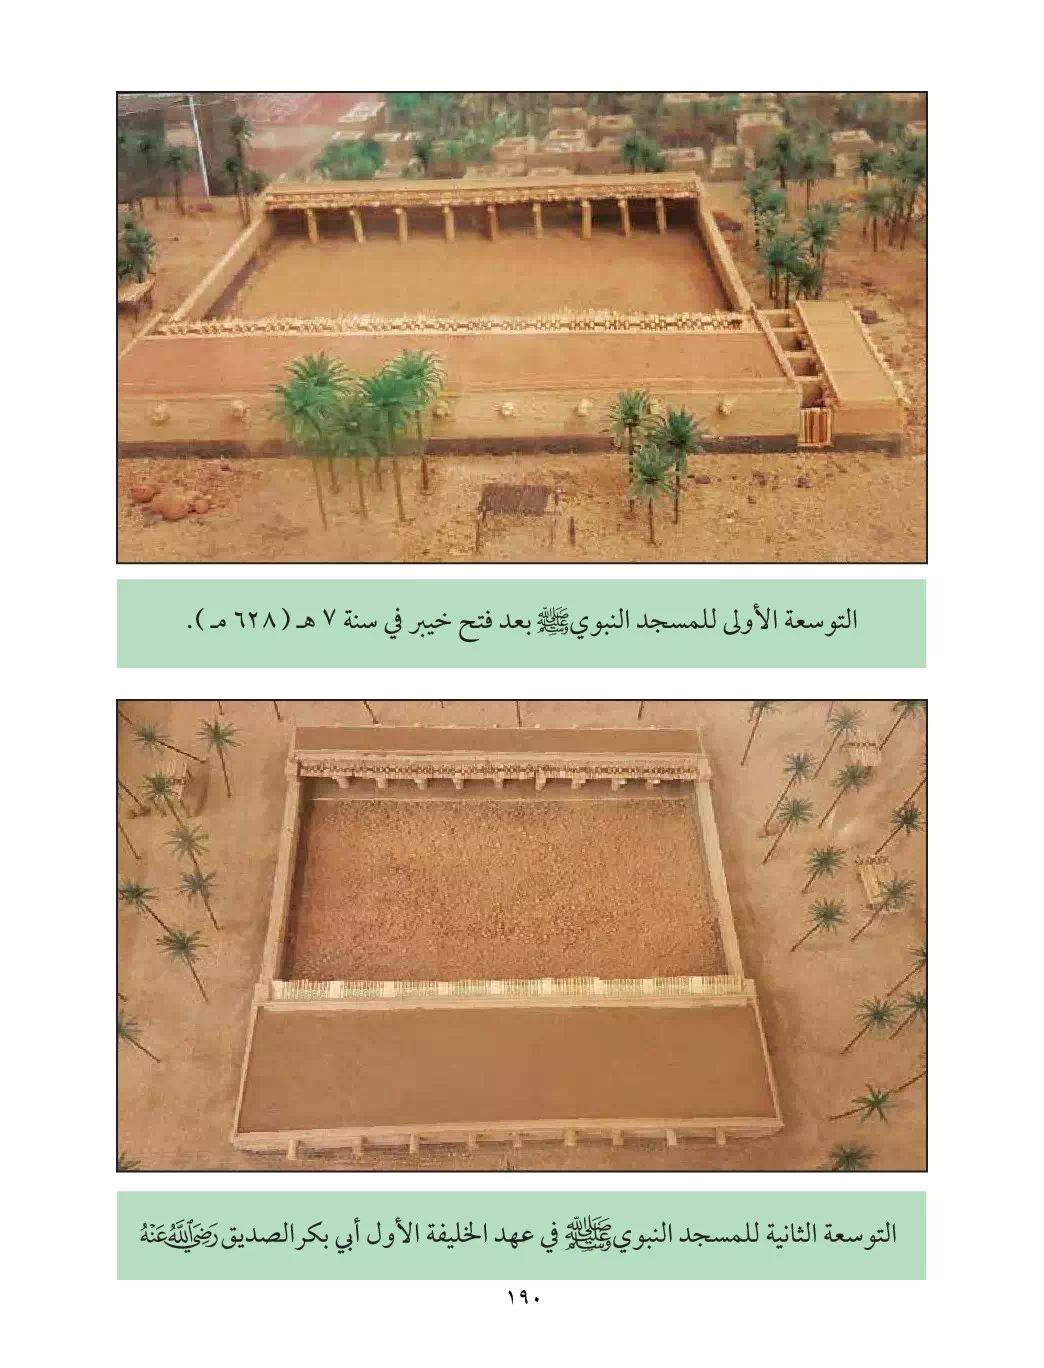 التوسعة الأولى للمسجد النبوي ﷺ بعد فتح خيبر في سنة ٧ هـ (٦٢٨ مـ).
التوسعة الثانية للمسجد النبوي ﷺ في عهد الخليفة الأول أبي بكر الصديق رَضِيَ اللَّهُ عَنْهُ
١٩٠